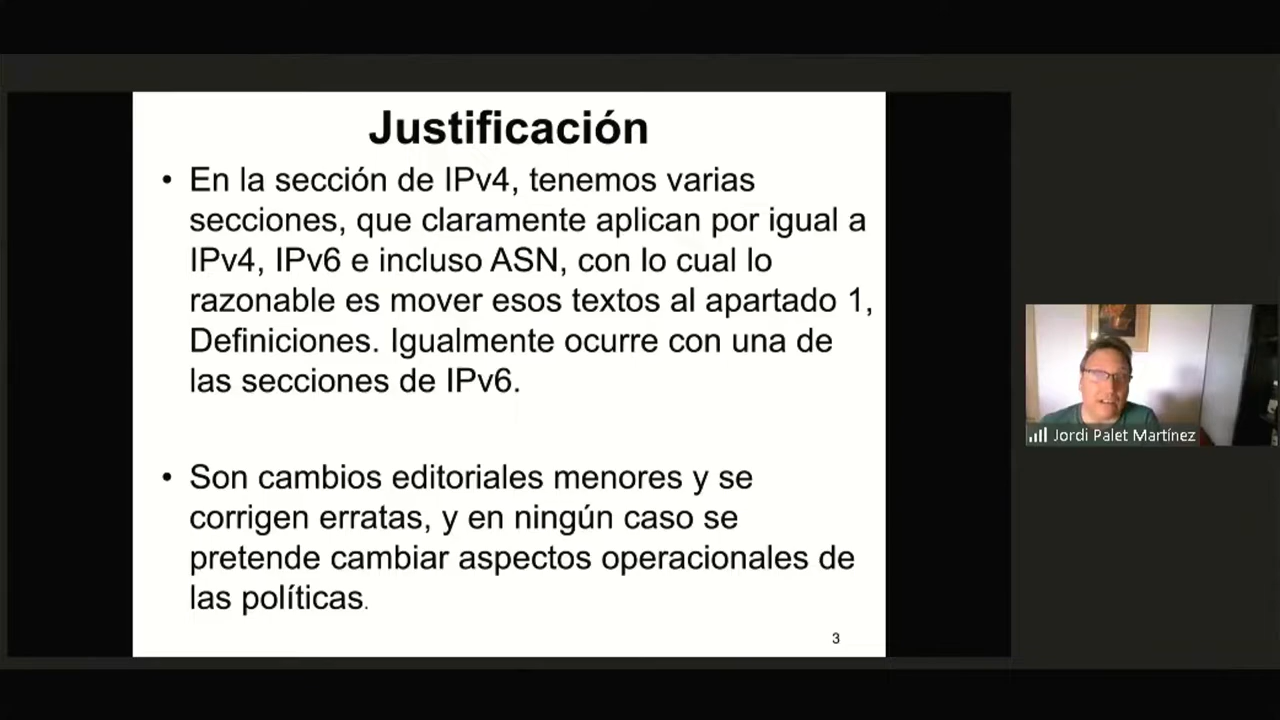 Justificación
• En la sección de IPv4, tenemos varias
secciones, que claramente aplican por igual a
IPv4, IPv6 e incluso ASN, con lo cual lo
razonable es mover esos textos al apartado 1,
Definiciones. Igualmente ocurre con una de
las secciones de IPv6.
• Son cambios editoriales menores y se
corrigen erratas, y en ningún caso se
pretende cambiar aspectos operacionales de
las políticas.
3
Jordi Palet Martínez